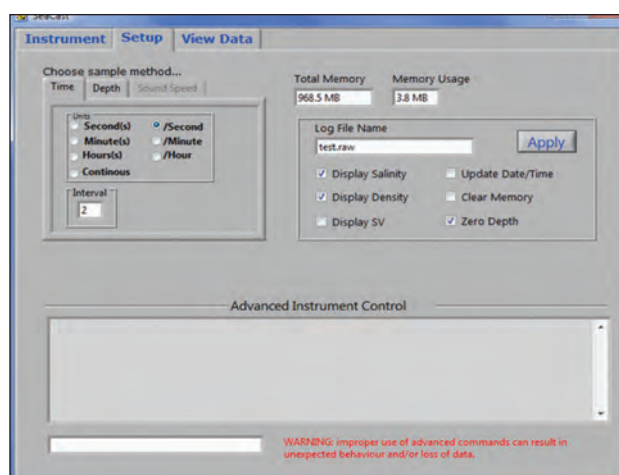 SeaCast
Instrument Setup View Data
Choose sample method...
Time Depth Sound Speed
Units
Second(s) /Second
Minute(s) /Minute
Hours(s) /Hour
Continous
Interval
2
Total Memory Memory Usage
968.5 MB 3.8 MB
Log File Name
test.raw
Apply
Display Salinity Update Date/Time
Display Density Clear Memory
Display SV Zero Depth
Advanced Instrument Control
WARNING: improper use of advanced commands can result in
unexpected behaviour and/or loss of data.